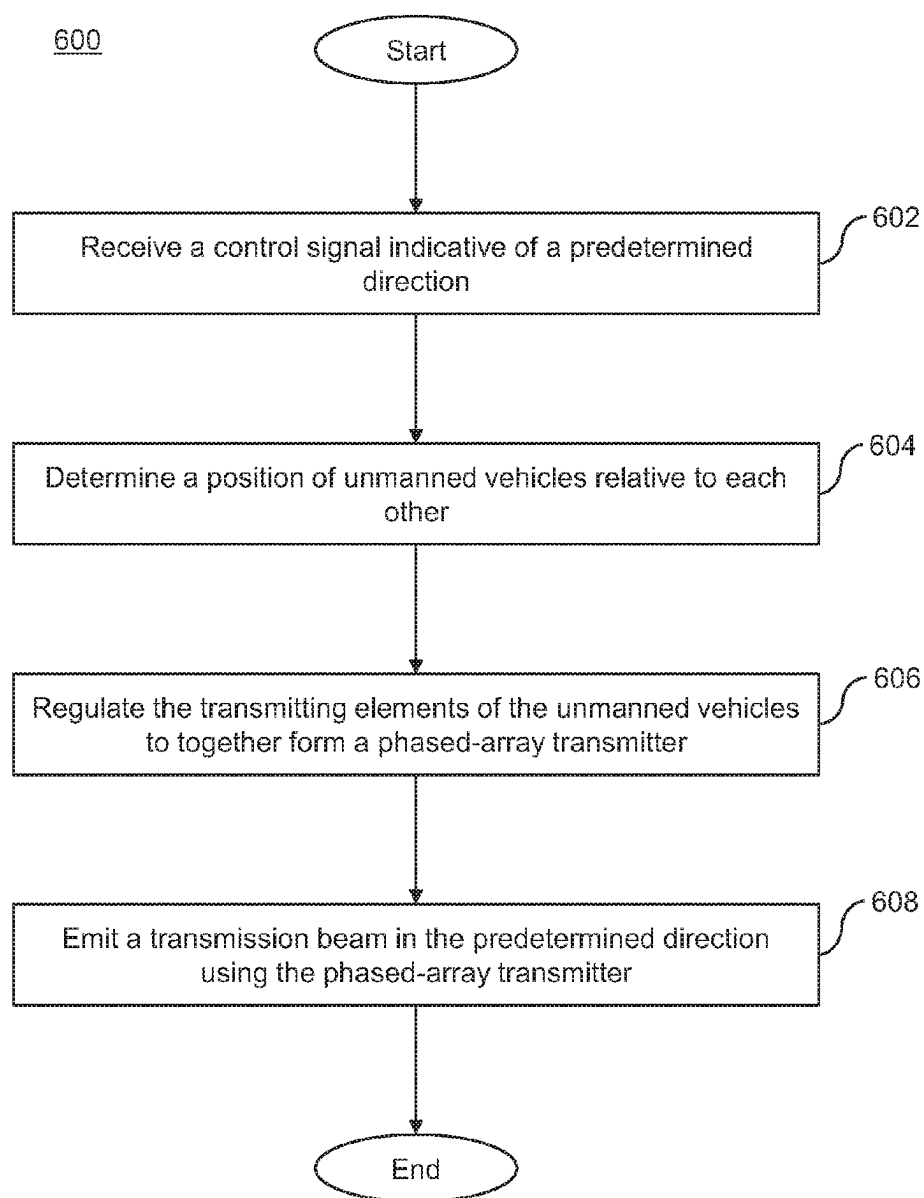 600
Start
Receive a control signal indicative of a predetermined
direction
602
Determine a position of unmanned vehicles relative to each
other
604
Regulate the transmitting elements of the unmanned vehicles
to together form a phased-array transmitter
606
Emit a transmission beam in the predetermined direction
using the phased-array transmitter
608
End